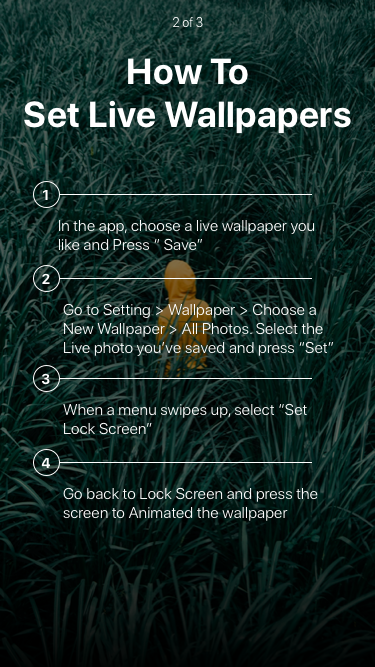 2 of 3
How To
Set Live Wallpapers
1
In the app, choose a live wallpaper you
like and Press " Save"
2
Go to Setting > Wallpaper > Choose a
New Wallpaper > All Photos. Select the
Live photo you've saved and press "Set"
3
When a menu swipes up, select "Set
Lock Screen"
4
Go back to Lock Screen and press the
screen to Animated the wallpaper